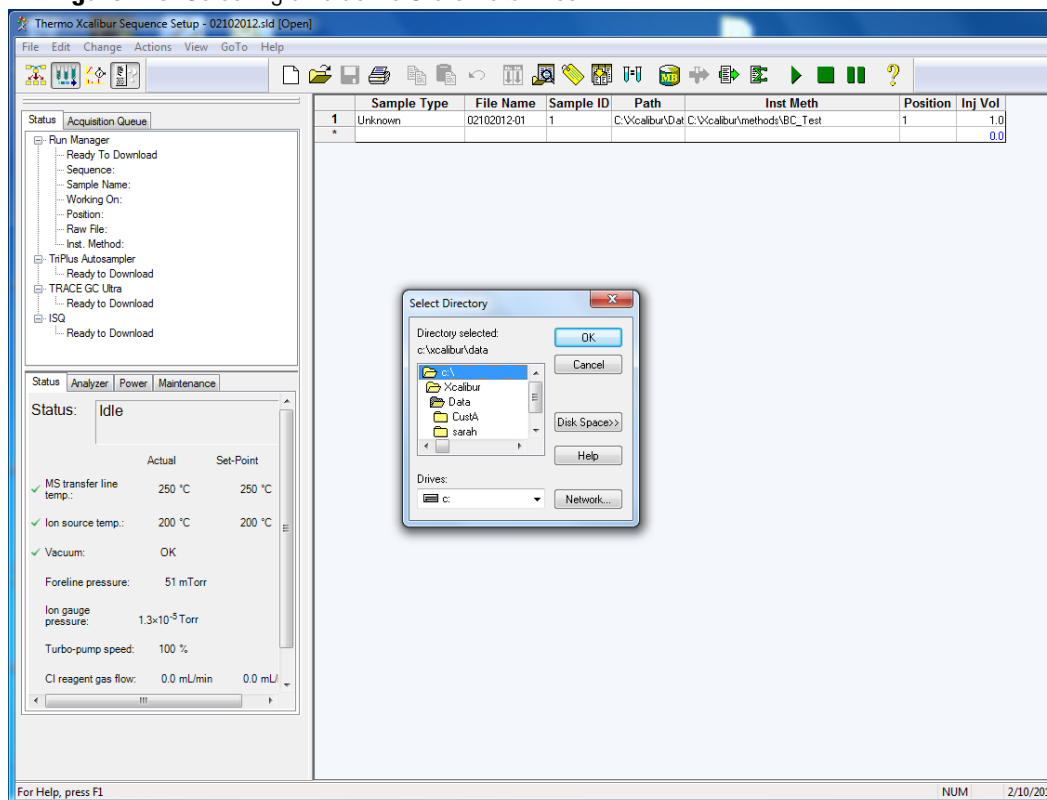 Thermo Xcalibur Sequence Setup - 02102012.sld [Open]
File Edit Change Actions View GoTo Help
Status Acquisition Queue
Run Manager
Ready To Download
Sequence:
Sample Name:
Working On:
Position:
Raw File:
Inst. Method:
TriPlus Autosampler
Ready to Download
TRACE GC Ultra
Ready to Download
ISQ
Ready to Download
Status Analyzer Power Maintenance
Status: Idle
Actual Set-Point
MS transfer line temp.: 250 °C 250 °C
Ion source temp.: 200 °C 200 °C
Vacuum: OK
Foreline pressure: 51 mTorr
Ion gauge pressure: 1.3×10⁻⁵ Torr
Turbo-pump speed: 100 %
CI reagent gas flow: 0.0 mL/min 0.0 mL/
Sample Type File Name Sample ID Path Inst Meth Position Inj Vol
1 Unknown 02102012-01 1 C:\Xcalibur\Dat C:\Xcalibur\methods\BC_Test 1 1.0
* 0.0
Select Directory
Directory selected:
c:\xcalibur\data
c:\
Xcalibur
Data
CustA
sarah
Drives:
c:
OK
Cancel
Disk Space>>
Help
Network...
For Help, press F1
NUM 2/10/201